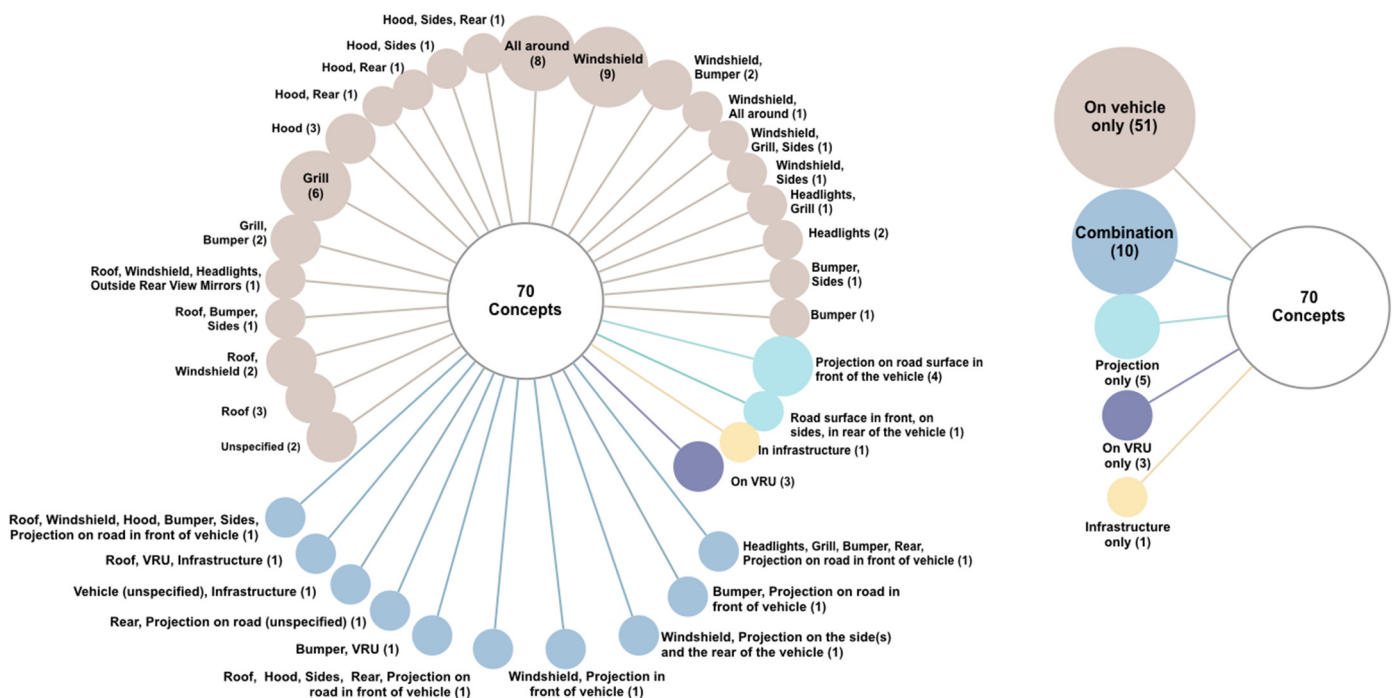 Hood, Sides, Rear (1)
Hood, Sides (1)
Hood, Rear (1)
Hood, Rear (1)
Hood (3)
Grill
(6)
Grill,
Bumper (2)
Roof, Windshield, Headlights,
Outside Rear View Mirrors (1)
Roof, Bumper,
Sides (1)
Roof,
Windshield (2)
Roof (3)
Unspecified (2)
All around
(8)
Windshield
(9)
Windshield,
Bumper (2)
Windshield,
All around (1)
Windshield,
Grill, Sides (1)
Windshield,
Sides (1)
Headlights,
Grill (1)
Headlights (2)
Bumper,
Sides (1)
Bumper (1)
70
Concepts
Projection on road surface in
front of the vehicle (4)
Road surface in front, on
sides, in rear of the vehicle (1)
In infrastructure (1)
On VRU (3)
Roof, Windshield, Hood, Bumper, Sides,
Projection on road in front of vehicle (1)
Roof, VRU, Infrastructure (1)
Vehicle (unspecified), Infrastructure (1)
Rear, Projection on road (unspecified) (1)
Bumper, VRU (1)
Roof, Hood, Sides, Rear, Projection on
road in front of vehicle (1)
Windshield, Projection in
front of vehicle (1)
Windshield, Projection on the side(s)
and the rear of the vehicle (1)
Bumper, Projection on road in
front of vehicle (1)
Headlights, Grill, Bumper, Rear,
Projection on road in front of vehicle (1)
On vehicle
only (51)
Combination
(10)
Projection
only (5)
On VRU
only (3)
Infrastructure
only (1)
70
Concepts